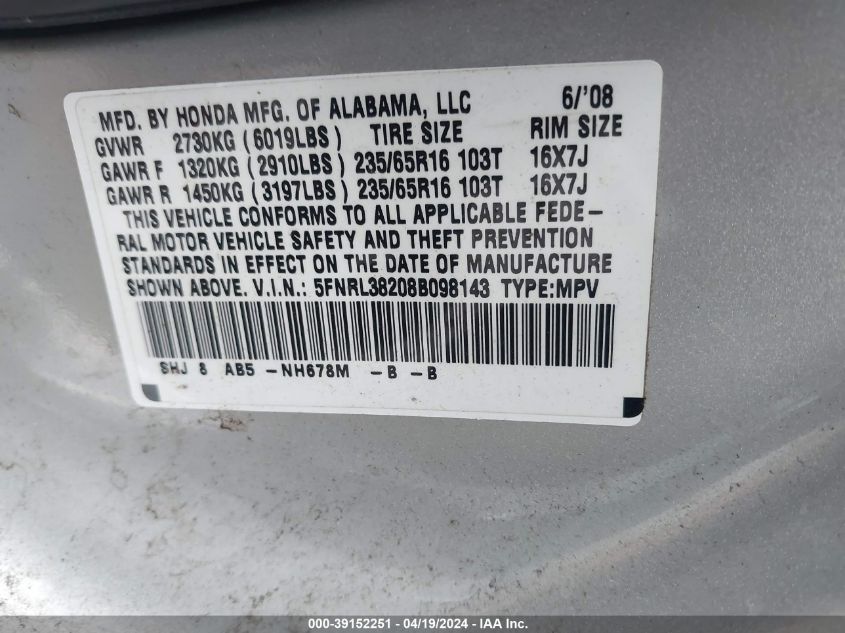 MFD. BY HONDA MFG. OF ALABAMA, LLC 6/'08
GVWR 2730KG (6019LBS) TIRE SIZE RIM SIZE
GAWR F 1320KG (2910LBS) 235/65R16 103T 16X7J
GAWR R 1450KG (3197LBS) 235/65R16 103T 16X7J
THIS VEHICLE CONFORMS TO ALL APPLICABLE FEDE-
RAL MOTOR VEHICLE SAFETY AND THEFT PREVENTION
STANDARDS IN EFFECT ON THE DATE OF MANUFACTURE
SHOWN ABOVE. V.I.N.: 5FNRL38208B098143 TYPE:MPV
SHJ 8 AB5 -NH678M -B -B
000-39152251 - 04/19/2024 - IAA Inc.